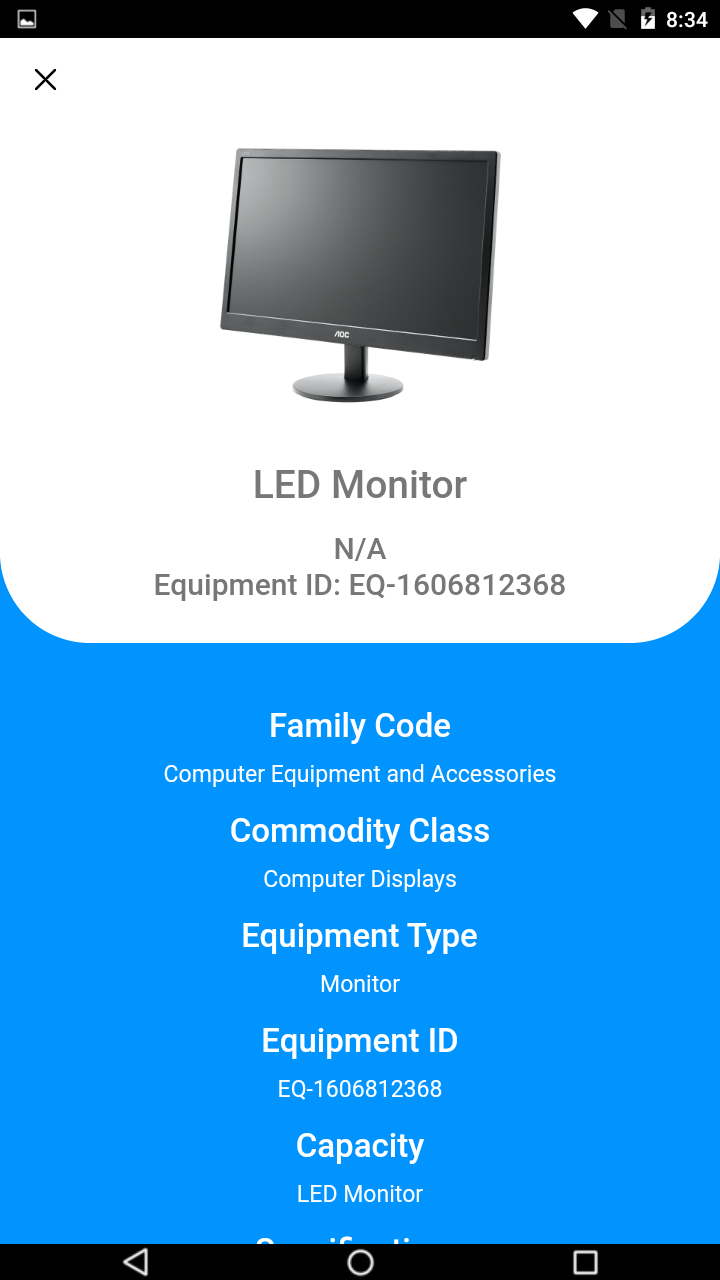 8:34
AOC
LED Monitor
N/A
Equipment ID: EQ-1606812368
Family Code
Computer Equipment and Accessories
Commodity Class
Computer Displays
Equipment Type
Monitor
Equipment ID
EQ-1606812368
Capacity
LED Monitor